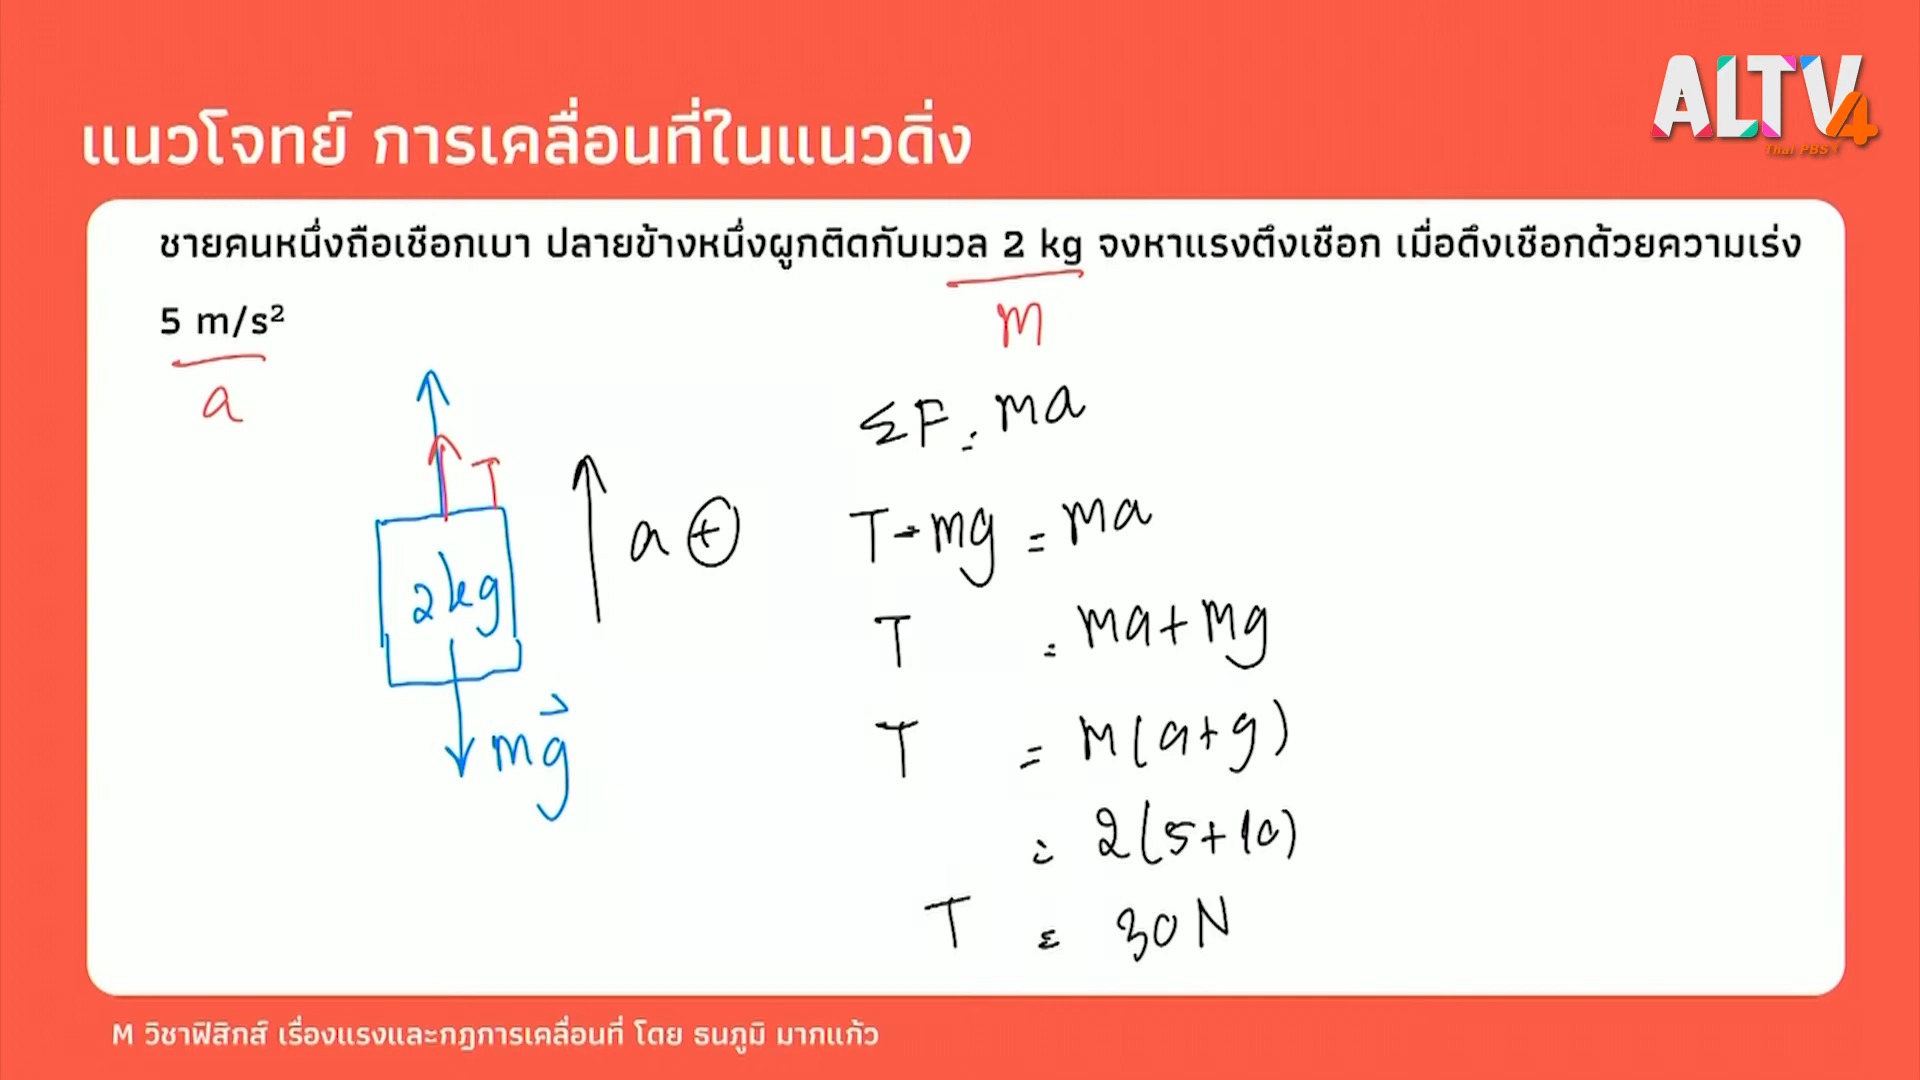 ALTV4
Thai PBS
แนวโจทย์ การเคลื่อนที่ในแนวดิ่ง
ชายคนหนึ่งถือเชือกเบา ปลายข้างหนึ่งผูกติดกับมวล 2 kg จงหาแรงตึงเชือก เมื่อดึงเชือกด้วยความเร่ง
5 m/s²
m
a
ΣF = ma
T
a ⊕
T - mg = ma
2 kg
T = ma + mg
mg⃗
T = m(a+g)
= 2(5+10)
T = 30 N
M วิชาฟิสิกส์ เรื่องแรงและกฎการเคลื่อนที่ โดย ธนภูมิ มากแก้ว